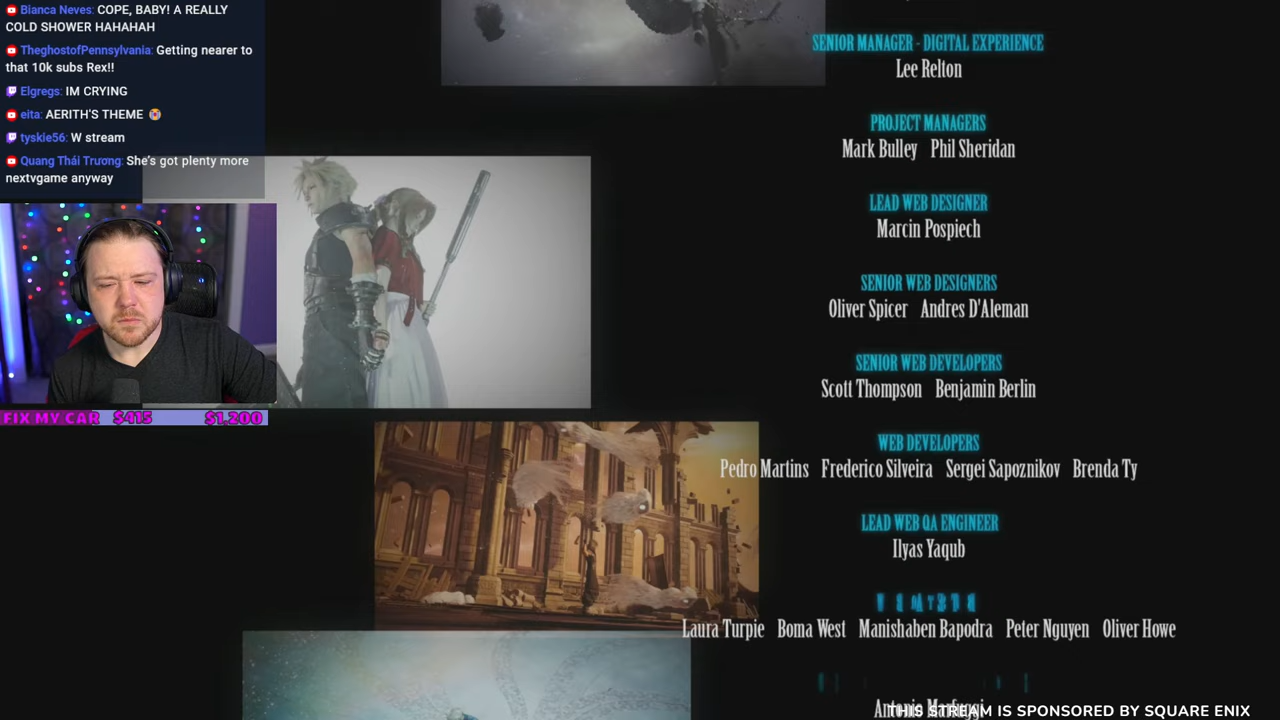 Bianca Neves: COPE, BABY! A REALLY
COLD SHOWER HAHAHAH
TheghostofPennsylvania: Getting nearer to
that 10k subs Rex!!
Elgregs: IM CRYING
eita: AERITH'S THEME
tyskie56: W stream
Quang Thái Trương: She's got plenty more
nextvgame anyway
FIX MY CAR $415 $1,200
SENIOR MANAGER - DIGITAL EXPERIENCE
Lee Relton
PROJECT MANAGERS
Mark Bulley Phil Sheridan
LEAD WEB DESIGNER
Marcin Pospiech
SENIOR WEB DESIGNERS
Oliver Spicer Andres D'Aleman
SENIOR WEB DEVELOPERS
Scott Thompson Benjamin Berlin
WEB DEVELOPERS
Pedro Martins Frederico Silveira Sergei Sapoznikov Brenda Ty
LEAD WEB QA ENGINEER
Ilyas Yaqub
Laura Turpie Boma West Manishaben Bapodra Peter Nguyen Oliver Howe
THIS STREAM IS SPONSORED BY SQUARE ENIX